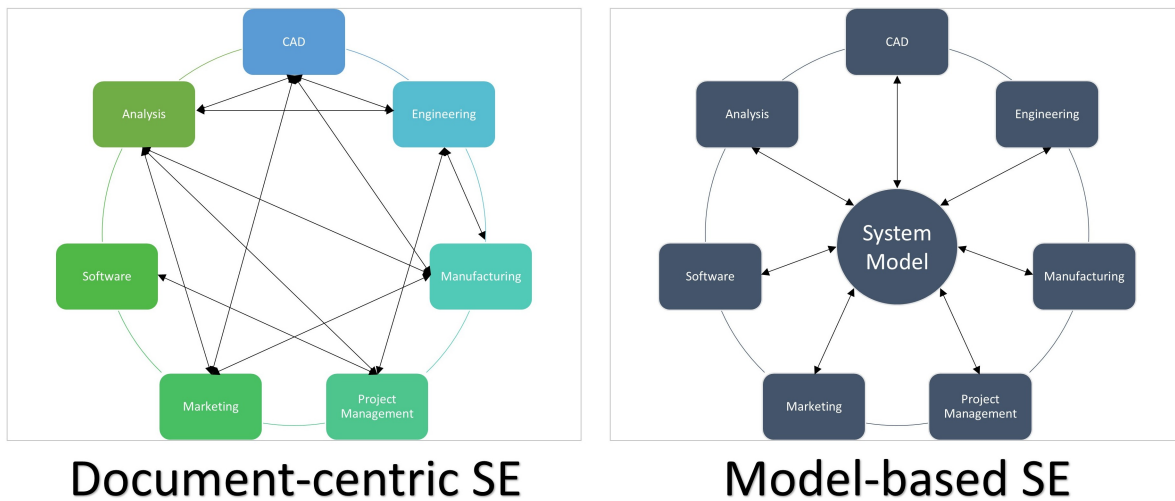 CAD
Analysis
Engineering
Software
Manufacturing
Marketing
Project
Management
Document-centric SE
CAD
Analysis
Engineering
System
Model
Software
Manufacturing
Marketing
Project
Management
Model-based SE